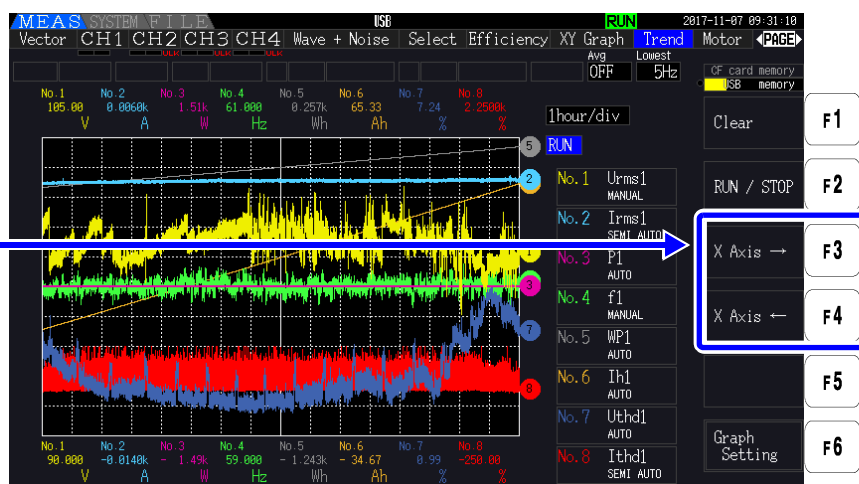 MEAS SYSTEM FILE USB RUN 2017-11-07 09:31:10
Vector CH1 CH2 CH3 CH4 Wave + Noise Select Efficiency XY Graph Trend Motor PAGE
Avg Lowest
OFF 5Hz
CF card memory
USB memory
No.1 No.2 No.3 No.4 No.5 No.6 No.7 No.8
105.00 0.0060k 1.51k 61.000 0.257k 65.33 7.24 2.2500k
V A W Hz Wh Ah % %
1hour/div
RUN
5
2
1
3
7
8
No.1 Urms1
MANUAL
No.2 Irms1
SEMI AUTO
No.3 P1
AUTO
No.4 f1
MANUAL
No.5 WP1
AUTO
No.6 Ih1
AUTO
No.7 Uthd1
AUTO
No.8 Ithd1
SEMI AUTO
No.1 No.2 No.3 No.4 No.5 No.6 No.7 No.8
90.000 -0.0140k - 1.49k 59.000 - 1.243k - 34.67 0.99 -250.00
V A W Hz Wh Ah % %
Clear F1
RUN / STOP F2
X Axis → F3
X Axis ← F4
F5
Graph
Setting F6